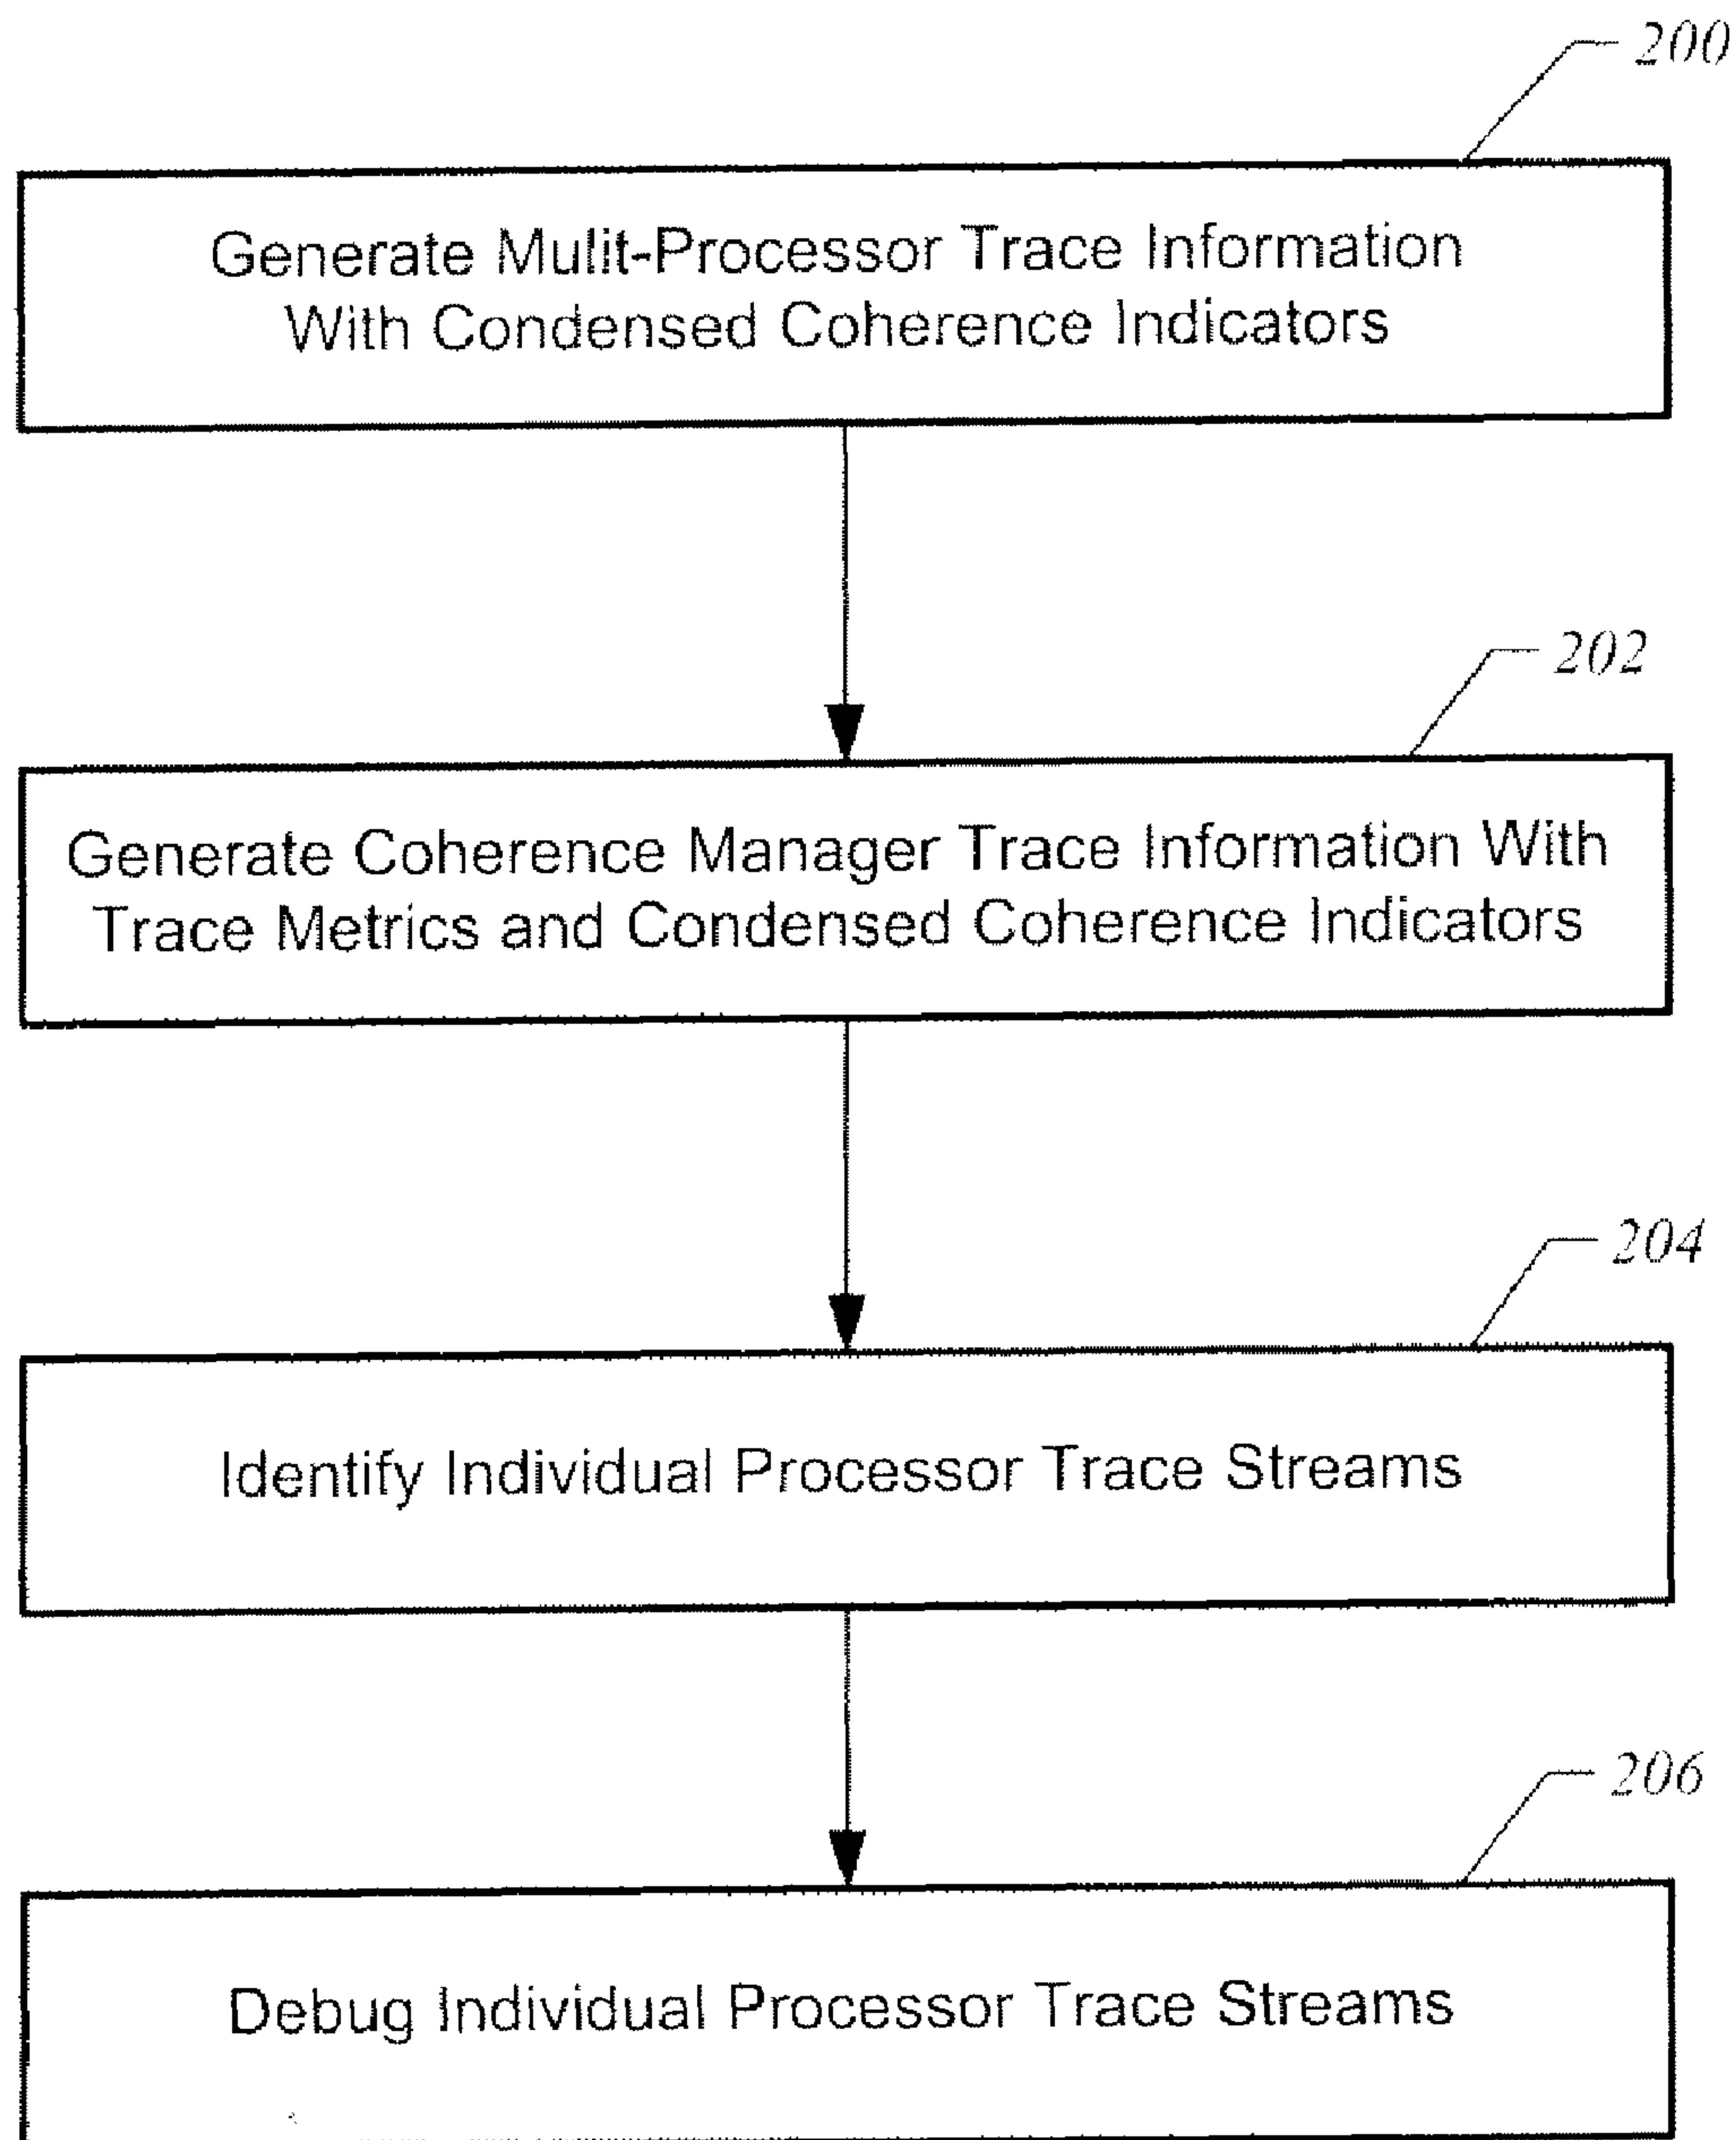 200
Generate Mulit-Processor Trace Information
With Condensed Coherence Indicators
202
Generate Coherence Manager Trace Information With
Trace Metrics and Condensed Coherence Indicators
204
Identify Individual Processor Trace Streams
206
Debug Individual Processor Trace Streams